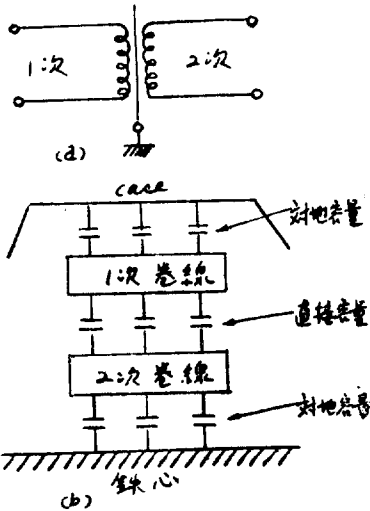 1次
2次
(a)
case
対地容量
1次巻線
直接容量
2次巻線
対地容量
鉄心
(b)